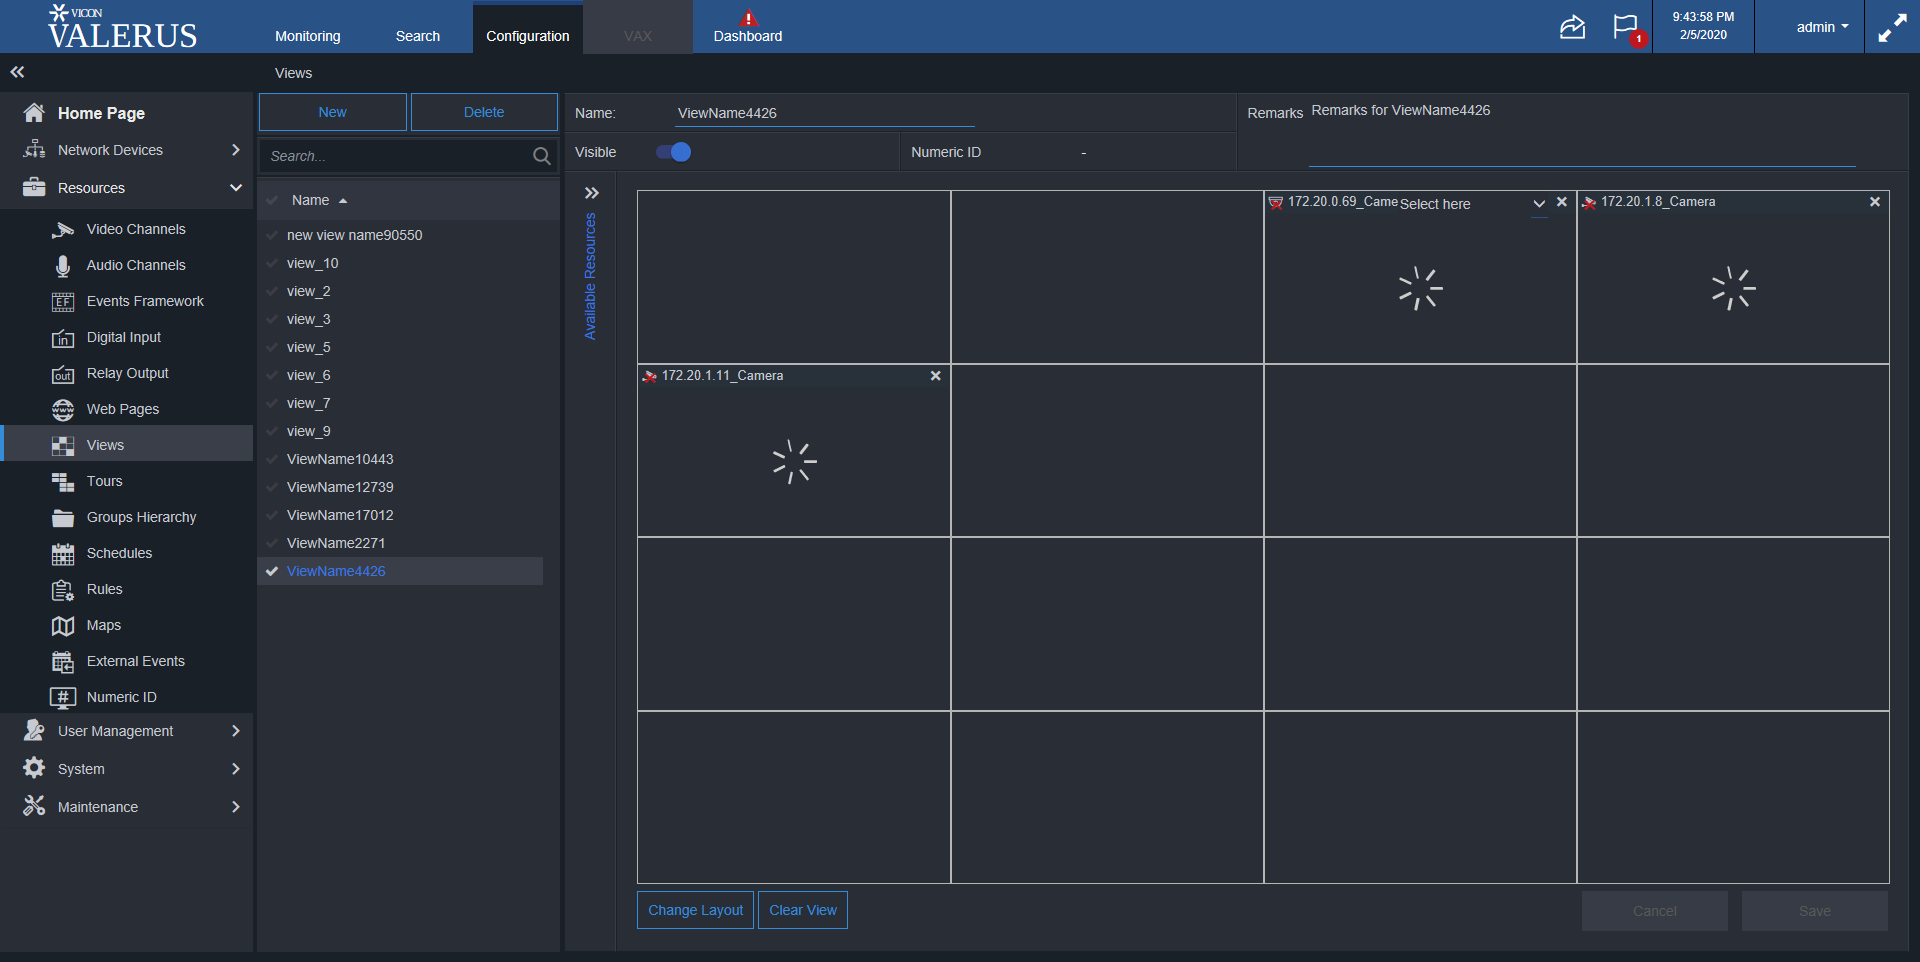 VICON
VALERUS
Monitoring
Search
Configuration
VAX
Dashboard
1
9:43:58 PM
2/5/2020
admin
Views
Home Page
Network Devices
Resources
Video Channels
Audio Channels
EF
Events Framework
in
Digital Input
out
Relay Output
www
Web Pages
Views
Tours
Groups Hierarchy
Schedules
Rules
Maps
External Events
#
Numeric ID
User Management
System
Maintenance
New
Delete
Search...
Name
new view name90550
view_10
view_2
view_3
view_5
view_6
view_7
view_9
ViewName10443
ViewName12739
ViewName17012
ViewName2271
ViewName4426
Name:
ViewName4426
Remarks
Remarks for ViewName4426
Visible
Numeric ID
-
Available Resources
172.20.0.69_Came
Select here
172.20.1.8_Camera
172.20.1.11_Camera
Change Layout
Clear View
Cancel
Save